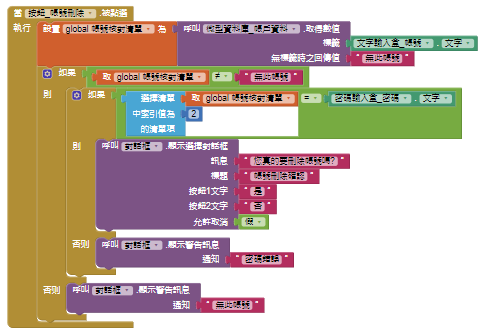 當 按鈕_帳號刪除 .被點選
執行 設置 global 帳號核對清單 為 呼叫 微型資料庫_帳戶資料 .取得數值
標籤 文字輸入盒_帳號 . 文字
無標籤時之回傳值 "無此帳號"
如果 取 global 帳號核對清單 ≠ "無此帳號"
則 如果 選擇清單 取 global 帳號核對清單 = 密碼輸入盒_密碼 . 文字
中索引值為 2
的清單項
則 呼叫 對話框 .顯示選擇對話框
訊息 "您真的要刪除帳號嗎?"
標題 "帳號刪除確認"
按鈕1文字 "是"
按鈕2文字 "否"
允許取消 假
否則 呼叫 對話框 .顯示警告訊息
通知 "密碼錯誤"
否則 呼叫 對話框 .顯示警告訊息
通知 "無此帳號"